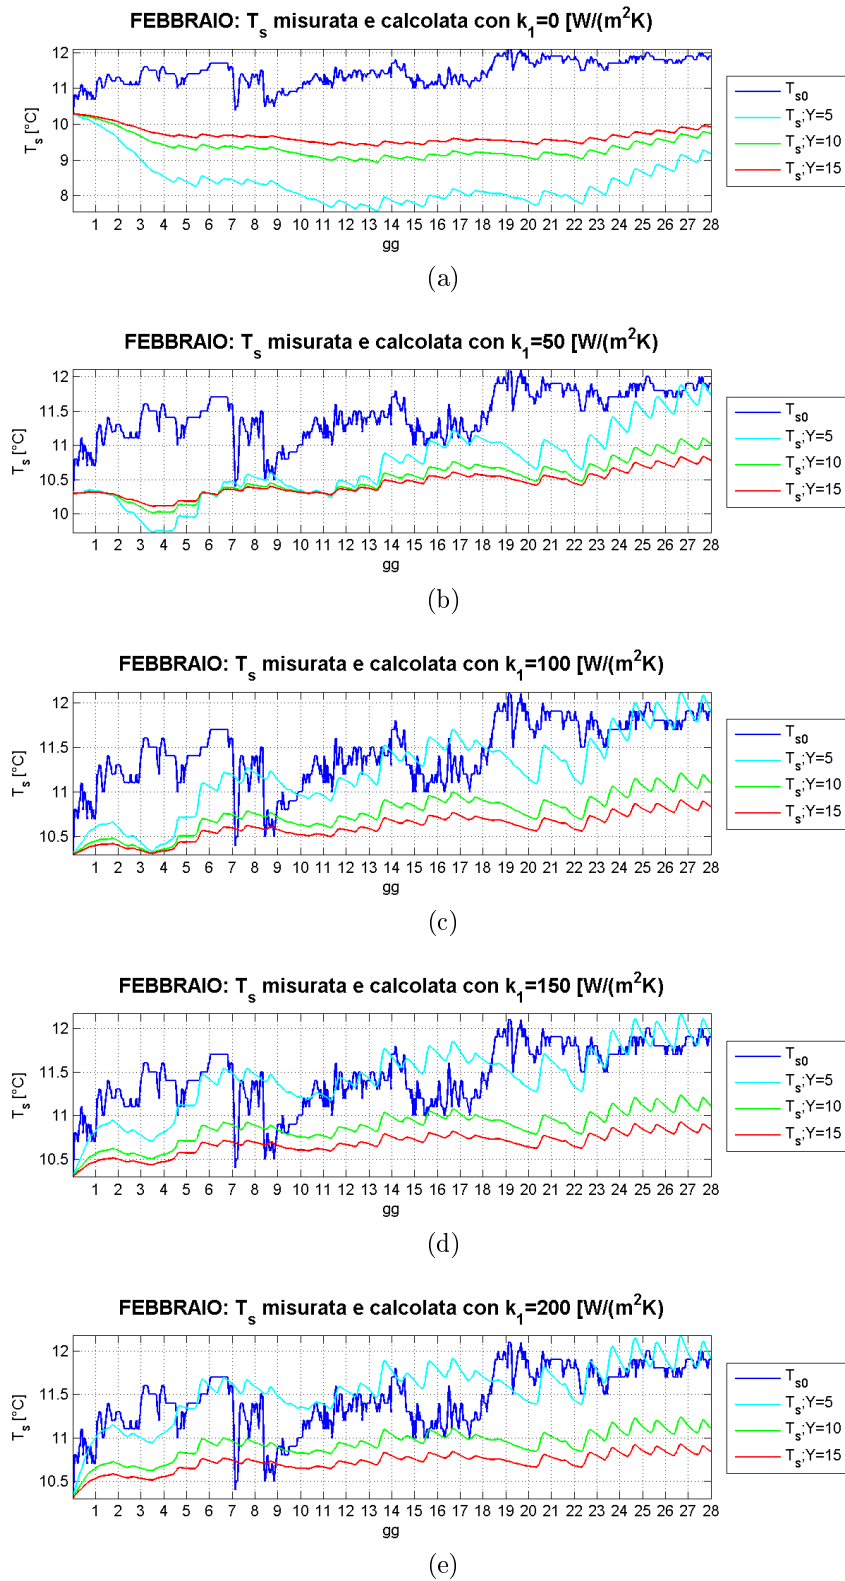 FEBBRAIO: Ts misurata e calcolata con k1=0 [W/(m2K)
Ts [°C]
12
11
10
9
8
1 2 3 4 5 6 7 8 9 10 11 12 13 14 15 16 17 18 19 20 21 22 23 24 25 26 27 28
gg
Ts0
Ts:Y=5
Ts:Y=10
Ts:Y=15
(a)
FEBBRAIO: Ts misurata e calcolata con k1=50 [W/(m2K)
Ts [°C]
12
11.5
11
10.5
10
1 2 3 4 5 6 7 8 9 10 11 12 13 14 15 16 17 18 19 20 21 22 23 24 25 26 27 28
gg
Ts0
Ts:Y=5
Ts:Y=10
Ts:Y=15
(b)
FEBBRAIO: Ts misurata e calcolata con k1=100 [W/(m2K)
Ts [°C]
12
11.5
11
10.5
1 2 3 4 5 6 7 8 9 10 11 12 13 14 15 16 17 18 19 20 21 22 23 24 25 26 27 28
gg
Ts0
Ts:Y=5
Ts:Y=10
Ts:Y=15
(c)
FEBBRAIO: Ts misurata e calcolata con k1=150 [W/(m2K)
Ts [°C]
12
11.5
11
10.5
1 2 3 4 5 6 7 8 9 10 11 12 13 14 15 16 17 18 19 20 21 22 23 24 25 26 27 28
gg
Ts0
Ts:Y=5
Ts:Y=10
Ts:Y=15
(d)
FEBBRAIO: Ts misurata e calcolata con k1=200 [W/(m2K)
Ts [°C]
12
11.5
11
10.5
1 2 3 4 5 6 7 8 9 10 11 12 13 14 15 16 17 18 19 20 21 22 23 24 25 26 27 28
gg
Ts0
Ts:Y=5
Ts:Y=10
Ts:Y=15
(e)